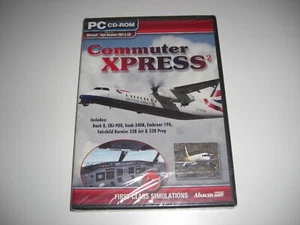 PC CD-ROM
Commuter
XPRESS 2
Includes:
Dash 8, CRJ-900, Saab 340B, Embraer 190,
Fairchild Dornier 328 Jet & 328 Prop
FIRST CLASS SIMULATIONS
Abacus